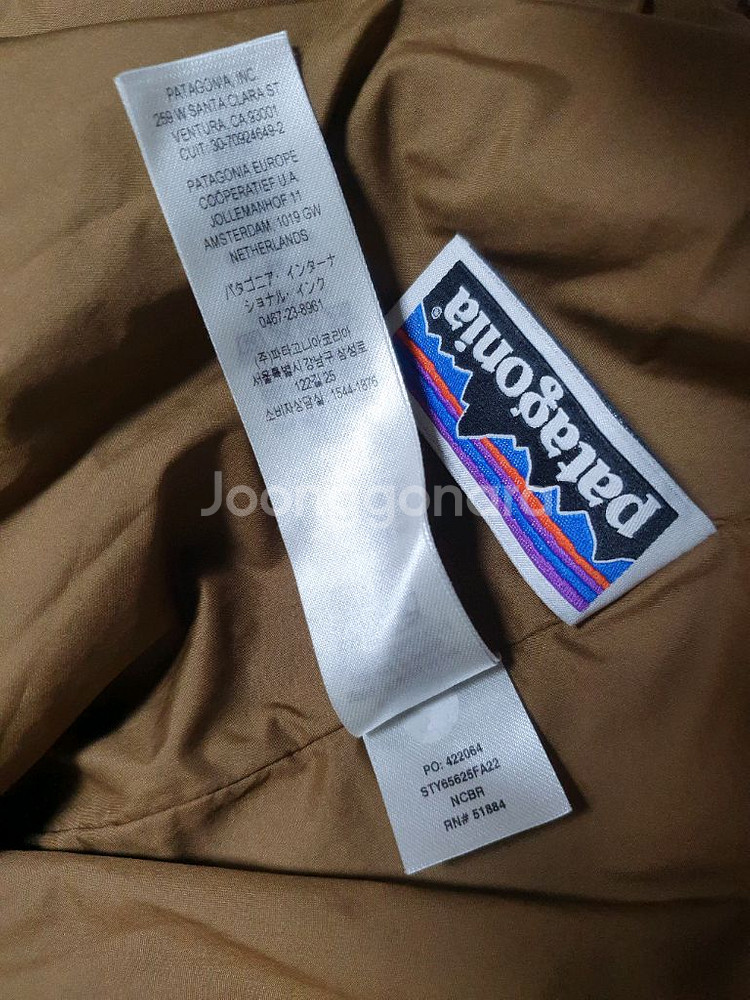 PATAGONIA, INC.
259 W SANTA CLARA ST
VENTURA, CA 93001
CUIT: 30-70924649-2
PATAGONIA EUROPE
COÖPERATIEF U.A
JOLLEMANHOF 11
AMSTERDAM, 1019 GW
NETHERLANDS
パタゴニア・インターナ
ショナル・インク
0467-23-8961
(주)파타고니아코리아
서울특별시 강남구 삼성로
122길 25
소비자상담실 1544-1876
patagonia®
Joonggonara
PO: 422064
STY65625FA22
NCBR
RN# 51884